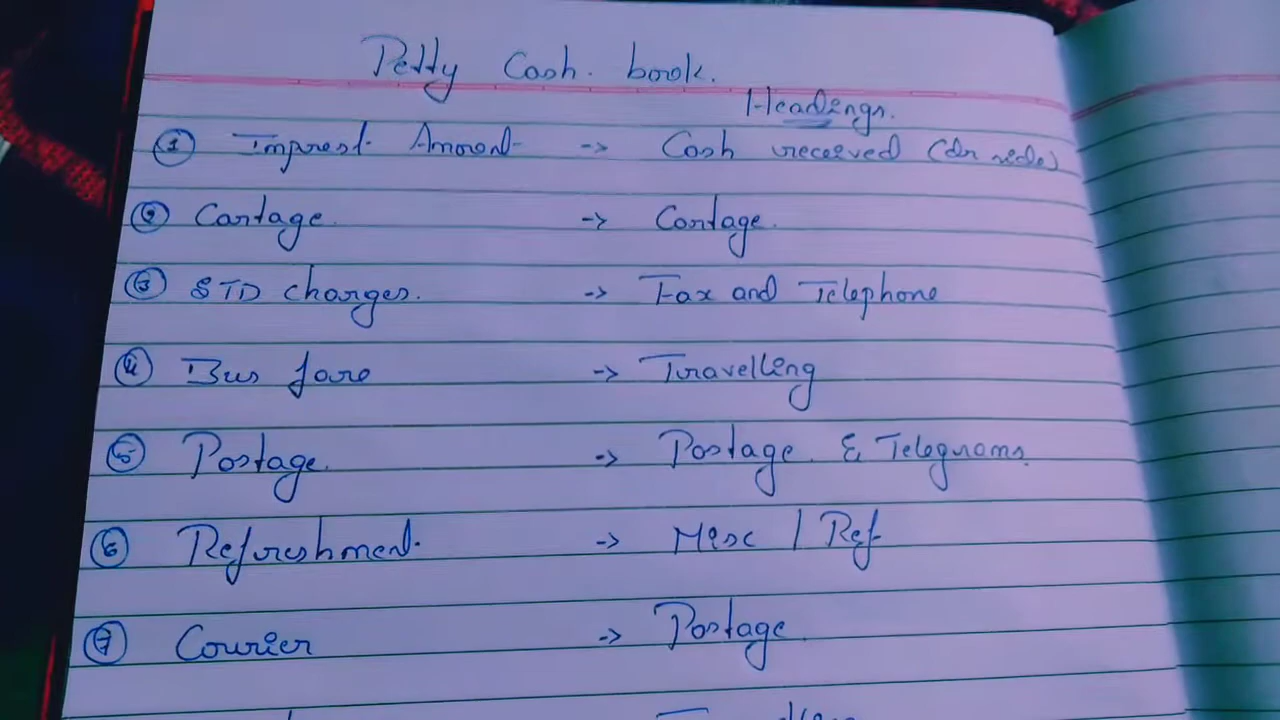 Petty Cash. book.
Headings.
① Imprest Amount -> Cash received (dr side)
② Cartage. -> Cartage.
③ STD charges. -> Fax and Telephone
④ Bus fare -> Travelling
⑤ Postage. -> Postage. & Telegrams.
⑥ Refreshment. -> Misc / Ref
⑦ Courier -> Postage.